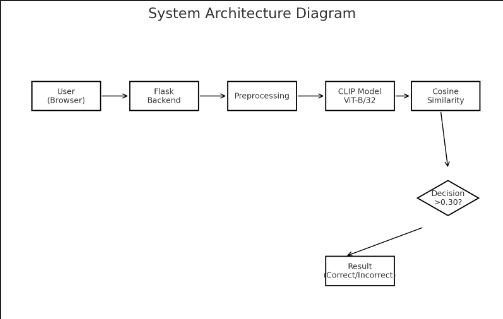 System Architecture Diagram
User
(Browser)
Flask
Backend
Preprocessing
CLIP Model
ViT-B/32
Cosine
Similarity
Decision
>0.30?
Result
(Correct/Incorrect)